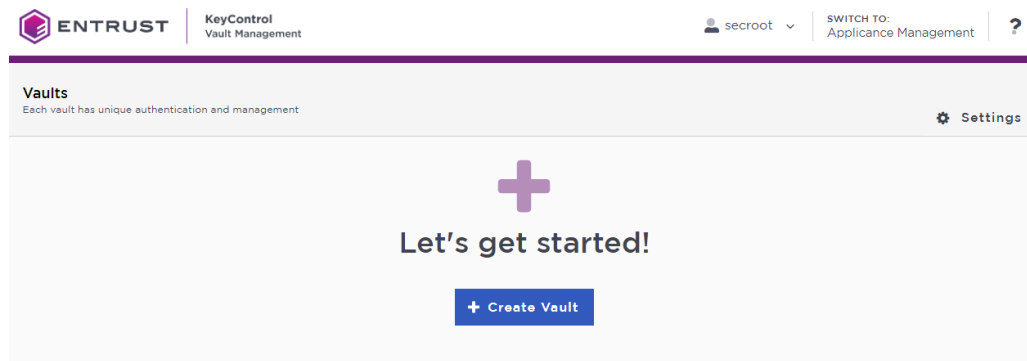 ENTRUST
KeyControl
Vault Management
secroot
SWITCH TO:
Applicance Management
?
Vaults
Each vault has unique authentication and management
Settings
Let's get started!
+ Create Vault